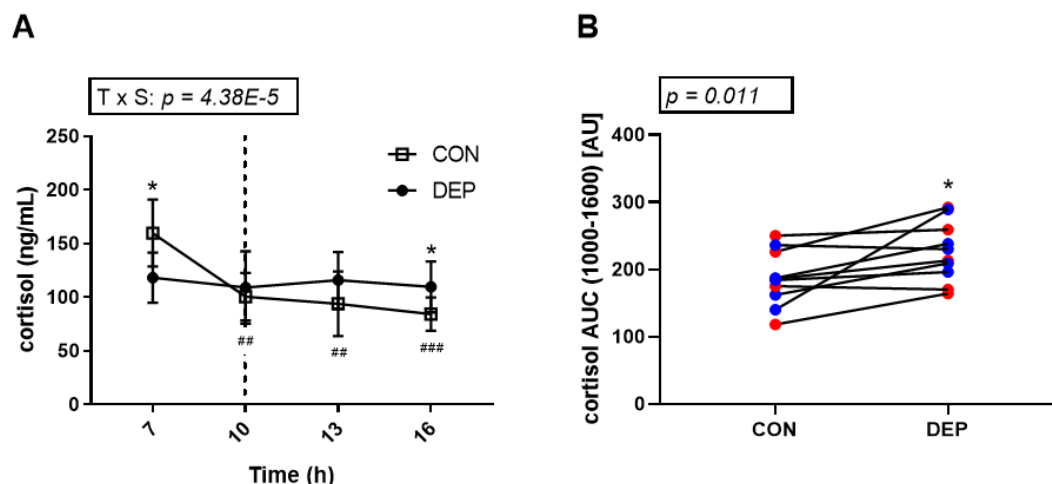 A
T x S: p = 4.38E-5
250
200
150
100
50
0
cortisol (ng/mL)
CON
DEP
*
*
##
##
###
7
10
13
16
Time (h)
B
p = 0.011
400
300
200
100
0
cortisol AUC (1000-1600) [AU]
*
CON
DEP